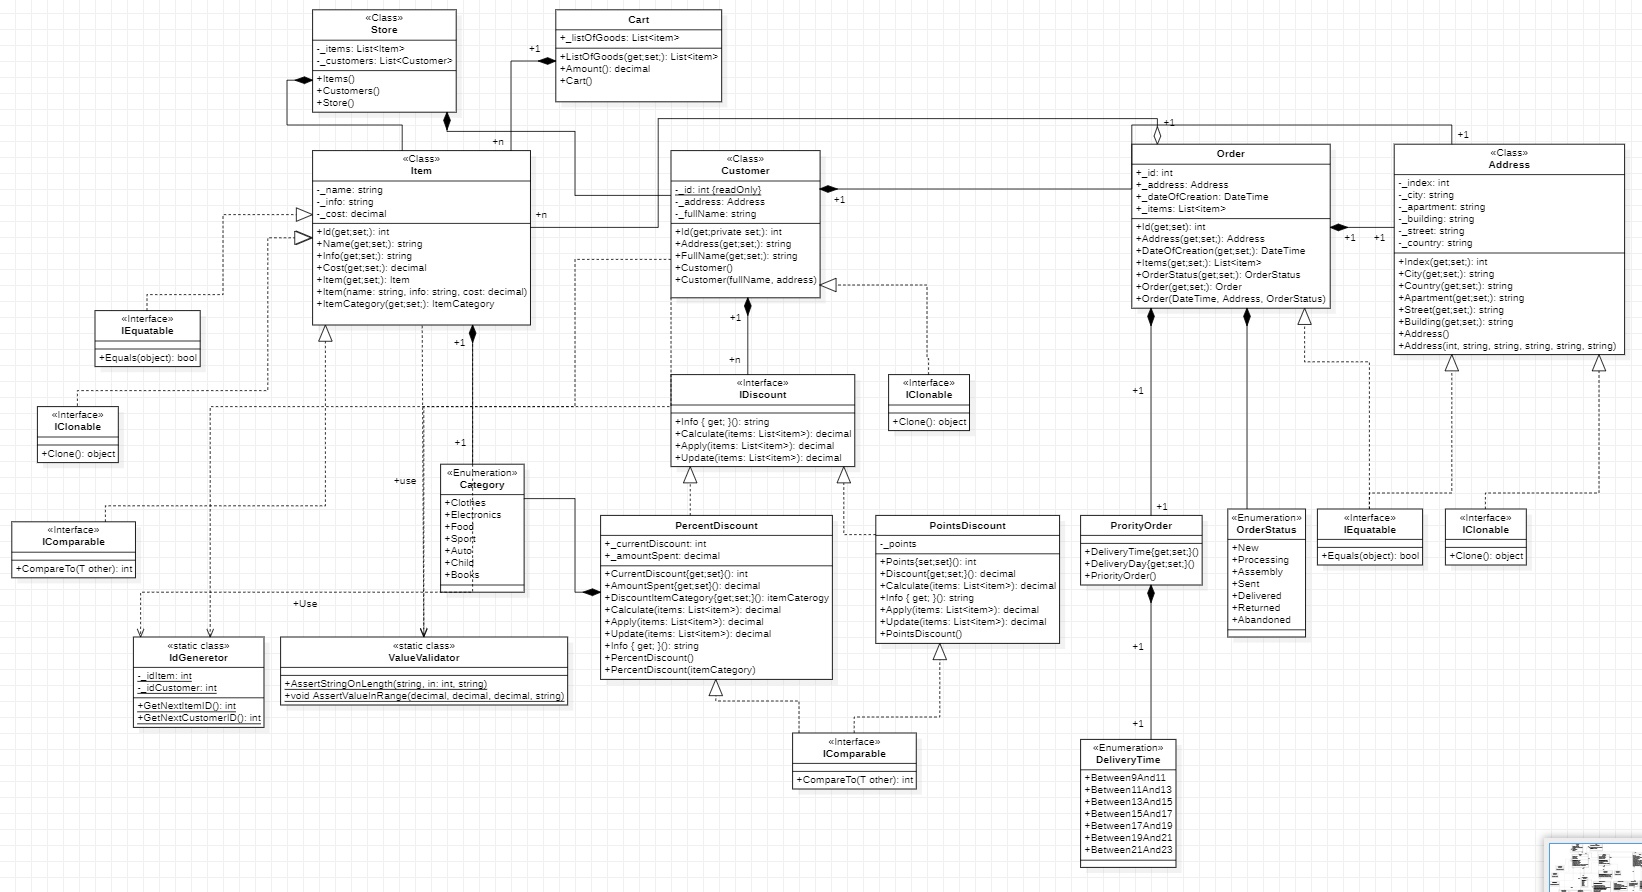 «Class»
Store
-_items: List<Item>
-_customers: List<Customer>
+Items()
+Customers()
+Store()
Cart
+_listOfGoods: List<item>
+ListOfGoods(get;set;): List<item>
+Amount(): decimal
+Cart()
+1
+n
«Class»
Item
-_name: string
-_info: string
-_cost: decimal
+Id(get;set;): int
+Name(get;set;): string
+Info(get;set;): string
+Cost(get;set;): decimal
+Item(get;set;): Item
+Item(name: string, info: string, cost: decimal)
+ItemCategory(get;set;): ItemCategory
+n
«Class»
Customer
-_id: int {readOnly}
-_address: Address
-_fullName: string
+Id(get;private set;): int
+Address(get;set;): string
+FullName(get;set;): string
+Customer()
+Customer(fullName, address)
+1
+1
Order
+_id: int
+_address: Address
+_dateOfCreation: DateTime
+_items: List<item>
+Id(get;set): int
+Address(get;set;): Address
+DateOfCreation(get;set;): DateTime
+Items(get;set;): List<item>
+OrderStatus(get;set;): OrderStatus
+Order(get;set;): Order
+Order(DateTime, Address, OrderStatus)
+1
+1
+1
«Class»
Address
-_index: int
-_city: string
-_apartment: string
-_building: string
-_street: string
-_country: string
+Index(get;set;): int
+City(get;set;): string
+Country(get;set;): string
+Apartment(get;set;): string
+Street(get;set;): string
+Building(get;set;): string
+Address()
+Address(int, string, string, string, string, string)
«Interface»
IEquatable
+Equals(object): bool
«Interface»
IClonable
+Clone(): object
«Interface»
IComparable
+CompareTo(T other): int
+1
+1
+use
+Use
«Enumeration»
Category
+Clothes
+Electronics
+Food
+Sport
+Auto
+Child
+Books
+1
+n
«Interface»
IDiscount
+Info { get; }(): string
+Calculate(items: List<item>): decimal
+Apply(items: List<item>): decimal
+Update(items: List<item>): decimal
«Interface»
IClonable
+Clone(): object
PercentDiscount
+_currentDiscount: int
+_amountSpent: decimal
+CurrentDiscount{get;set}(): int
+AmountSpent{get;set}(): decimal
+DiscountItemCategory{get;set;}(): itemCaterogy
+Calculate(items: List<item>): decimal
+Apply(items: List<item>): decimal
+Update(items: List<item>): decimal
+Info { get; }(): string
+PercentDiscount()
+PercentDiscount(itemCategory)
PointsDiscount
-_points
+Points{set;set}(): int
+Discount{get;set;}(): decimal
+Calculate(items: List<item>): decimal
+Info { get; }(): string
+Apply(items: List<item>): decimal
+Update(items: List<item>): decimal
+PointsDiscount()
+1
+1
ProrityOrder
+DeliveryTime{get;set;}()
+DeliveryDay{get;set;}()
+PriorityOrder()
«Enumeration»
OrderStatus
+New
+Processing
+Assembly
+Sent
+Delivered
+Returned
+Abandoned
«Interface»
IEquatable
+Equals(object): bool
«Interface»
IClonable
+Clone(): object
«static class»
IdGeneretor
-_idItem: int
-_idCustomer: int
+GetNextItemID(): int
+GetNextCustomerID(): int
«static class»
ValueValidator
+AssertStringOnLength(string, in: int, string)
+void AssertValueInRange(decimal, decimal, decimal, string)
«Interface»
IComparable
+CompareTo(T other): int
+1
+1
«Enumeration»
DeliveryTime
+Between9And11
+Between11And13
+Between13And15
+Between15And17
+Between17And19
+Between19And21
+Between21And23